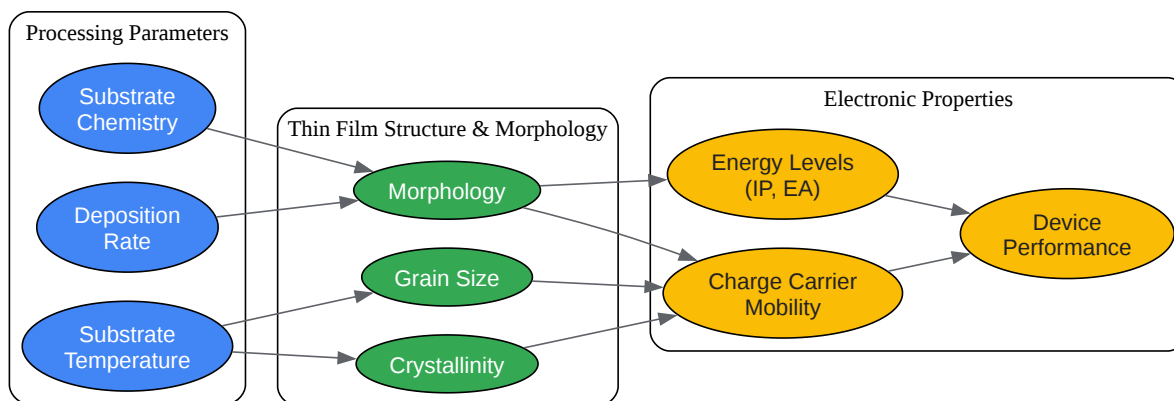 Processing Parameters
Substrate
Chemistry
Deposition
Rate
Substrate
Temperature
Thin Film Structure & Morphology
Morphology
Grain Size
Crystallinity
Electronic Properties
Energy Levels
(IP, EA)
Charge Carrier
Mobility
Device
Performance